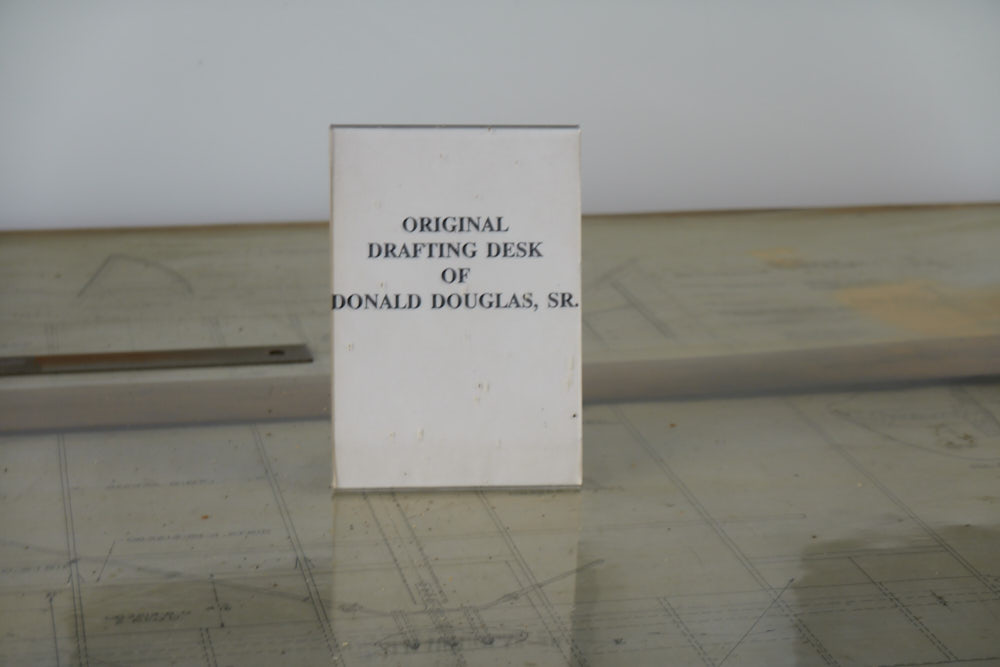 ORIGINAL
DRAFTING DESK
OF
DONALD DOUGLAS, SR.